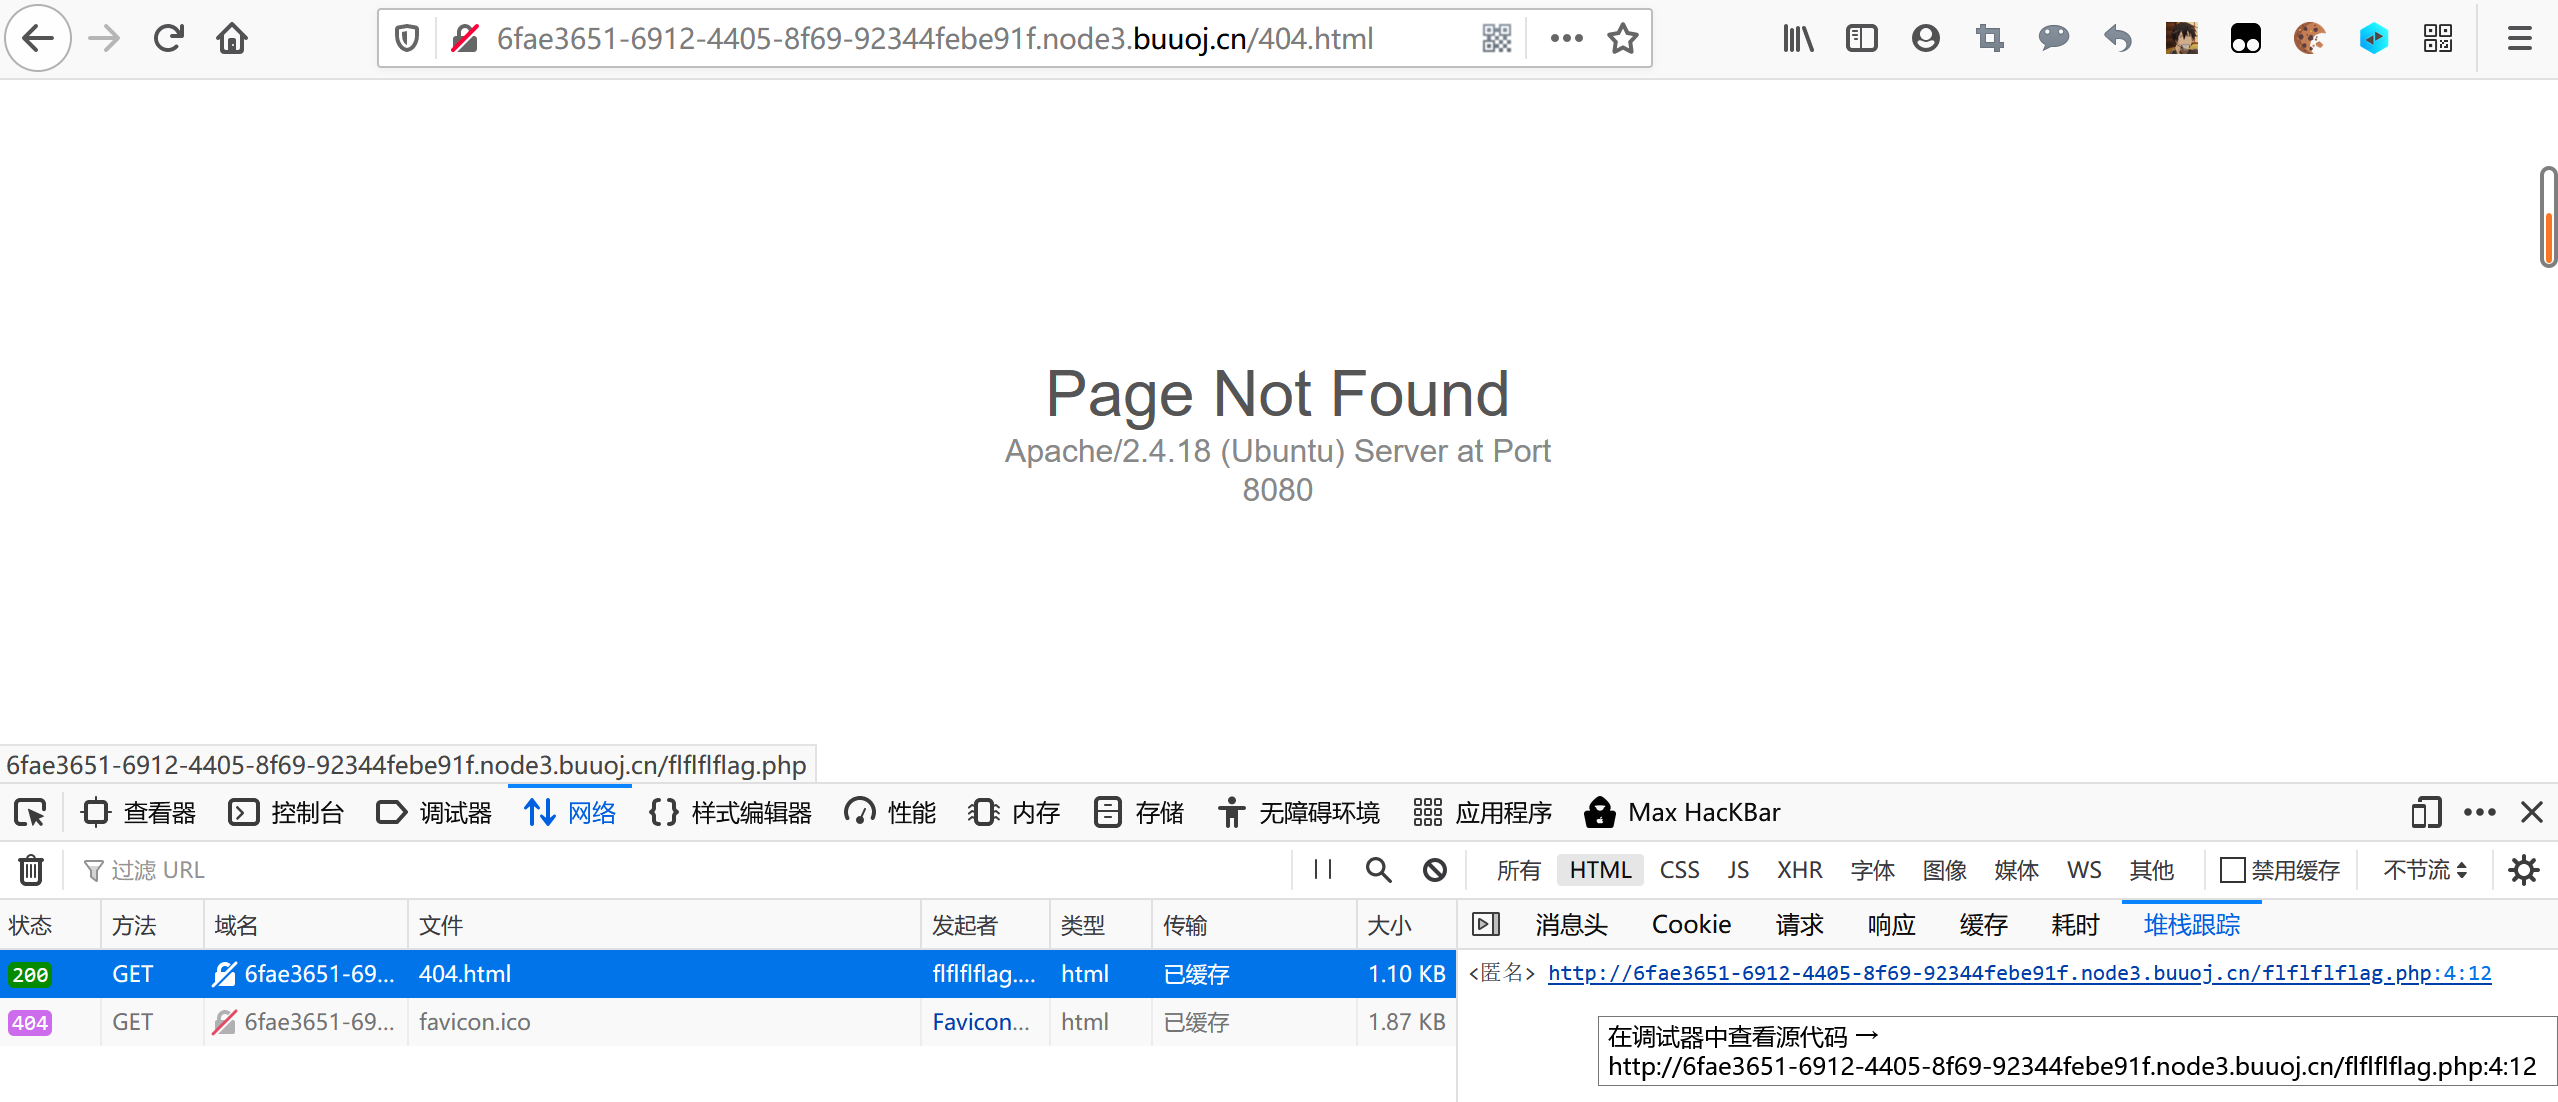 6fae3651-6912-4405-8f69-92344febe91f.node3.buuoj.cn/404.html
Page Not Found
Apache/2.4.18 (Ubuntu) Server at Port
8080
6fae3651-6912-4405-8f69-92344febe91f.node3.buuoj.cn/flflflflag.php
查看器 控制台 调试器 网络 样式编辑器 性能 内存 存储 无障碍环境 应用程序 Max HacKBar
过滤 URL 所有 HTML CSS JS XHR 字体 图像 媒体 WS 其他 禁用缓存 不节流
状态 方法 域名 文件 发起者 类型 传输 大小 消息头 Cookie 请求 响应 缓存 耗时 堆栈跟踪
200 GET 6fae3651-69... 404.html flflflflag.... html 已缓存 1.10 KB <匿名> http://6fae3651-6912-4405-8f69-92344febe91f.node3.buuoj.cn/flflflflag.php:4:12
404 GET 6fae3651-69... favicon.ico Favicon... html 已缓存 1.87 KB
在调试器中查看源代码 →
http://6fae3651-6912-4405-8f69-92344febe91f.node3.buuoj.cn/flflflflag.php:4:12